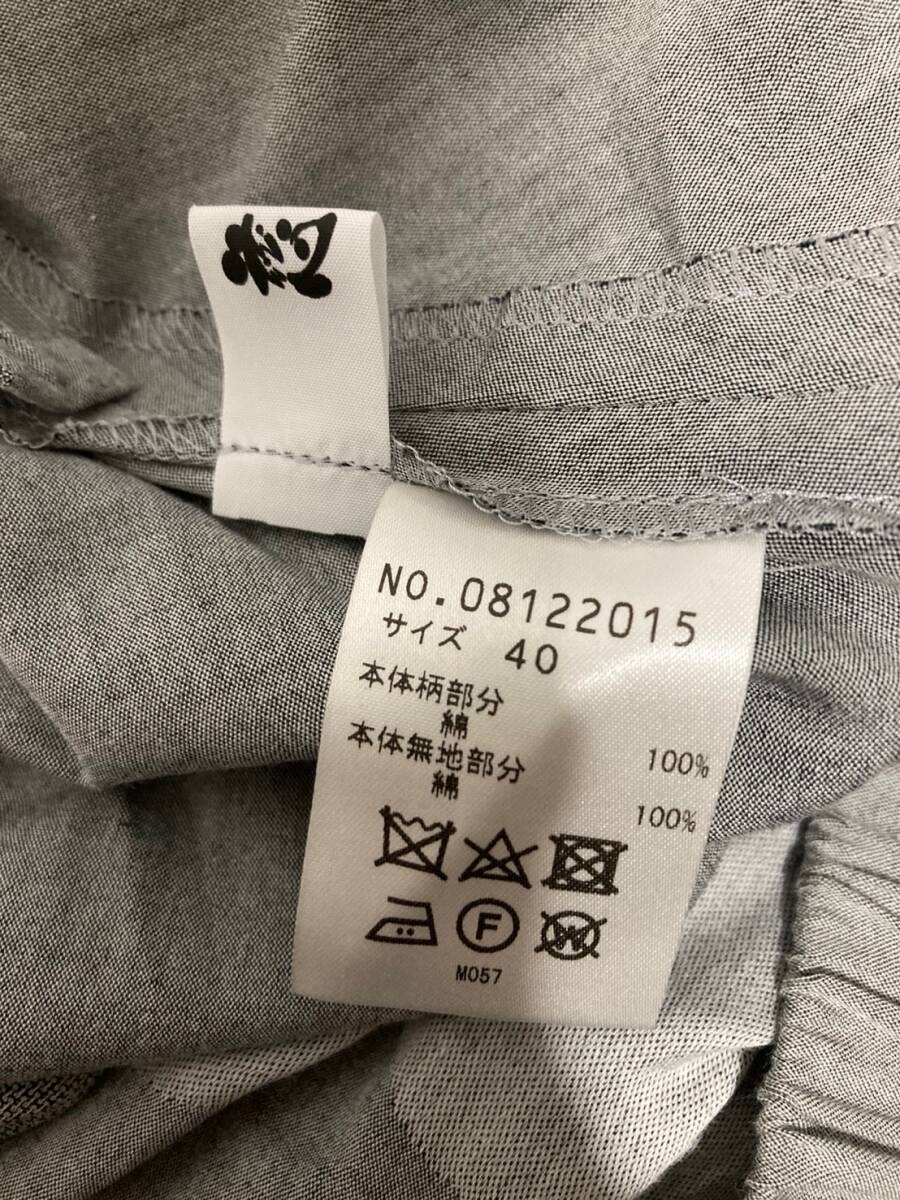 NO.08122015
サイズ 40
本体柄部分
綿 100%
本体無地部分
綿 100%
F
W
M057